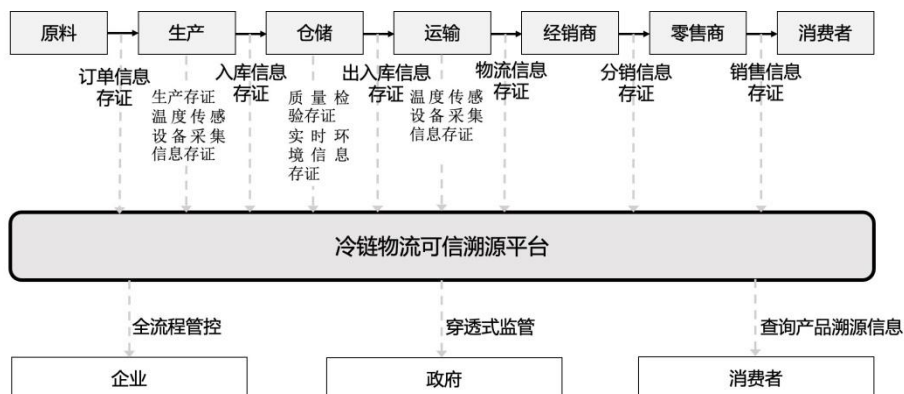 原料
生产
仓储
运输
经销商
零售商
消费者
订单信息
存证
入库信息
存证
出入库信息
存证
物流信息
存证
分销信息
存证
销售信息
存证
生产存证
温度传感
设备采集
信息存证
质量检
验存证
实时环
境信息
存证
温度传感
设备采集
信息存证
冷链物流可信溯源平台
全流程管控
穿透式监管
查询产品溯源信息
企业
政府
消费者